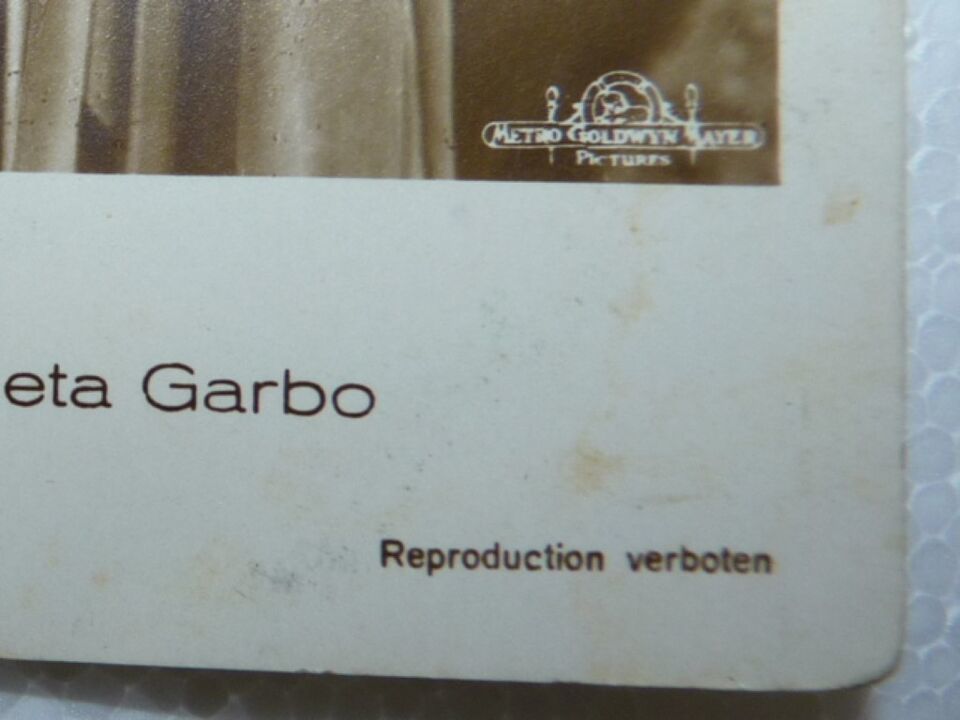 METRO GOLDWYN MAYER
PICTURES
eta Garbo
Reproduction verboten